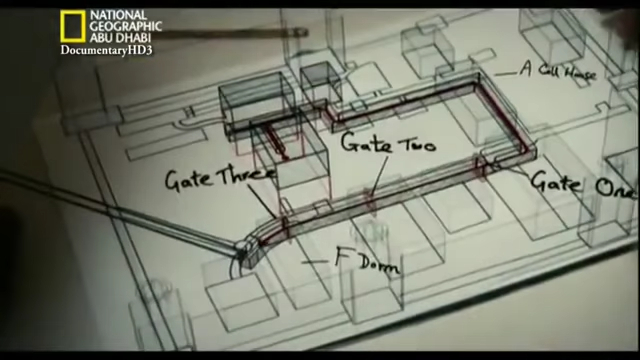 NATIONAL
GEOGRAPHIC
ABU DHABI
DocumentaryHD3
A Cell House
Gate Two
Gate Three
Gate One
F Dorm